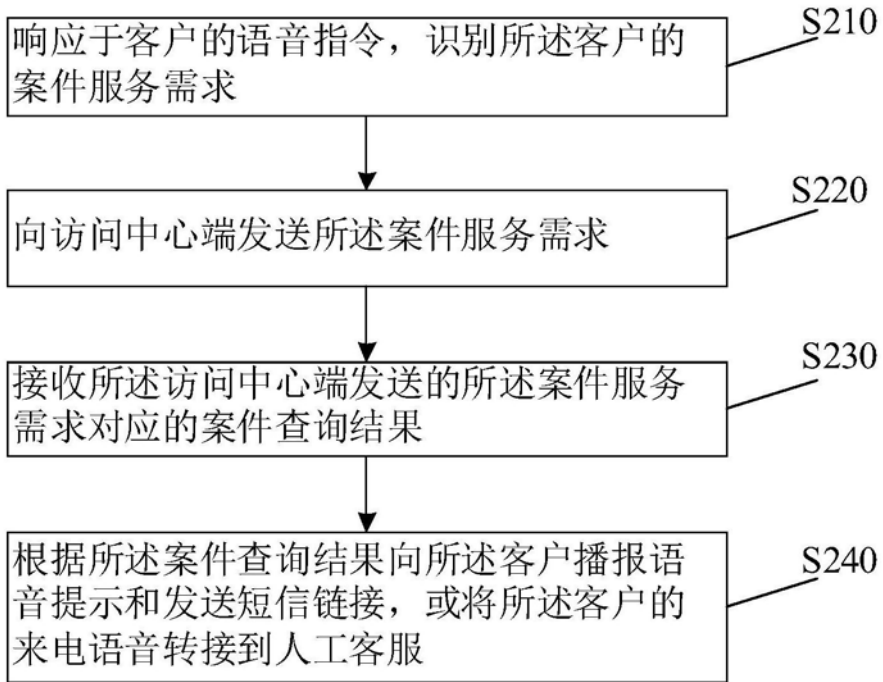 响应于客户的语音指令，识别所述客户的
案件服务需求
S210
向访问中心端发送所述案件服务需求
S220
接收所述访问中心端发送的所述案件服务
需求对应的案件查询结果
S230
根据所述案件查询结果向所述客户播报语
音提示和发送短信链接，或将所述客户的
来电语音转接到人工客服
S240